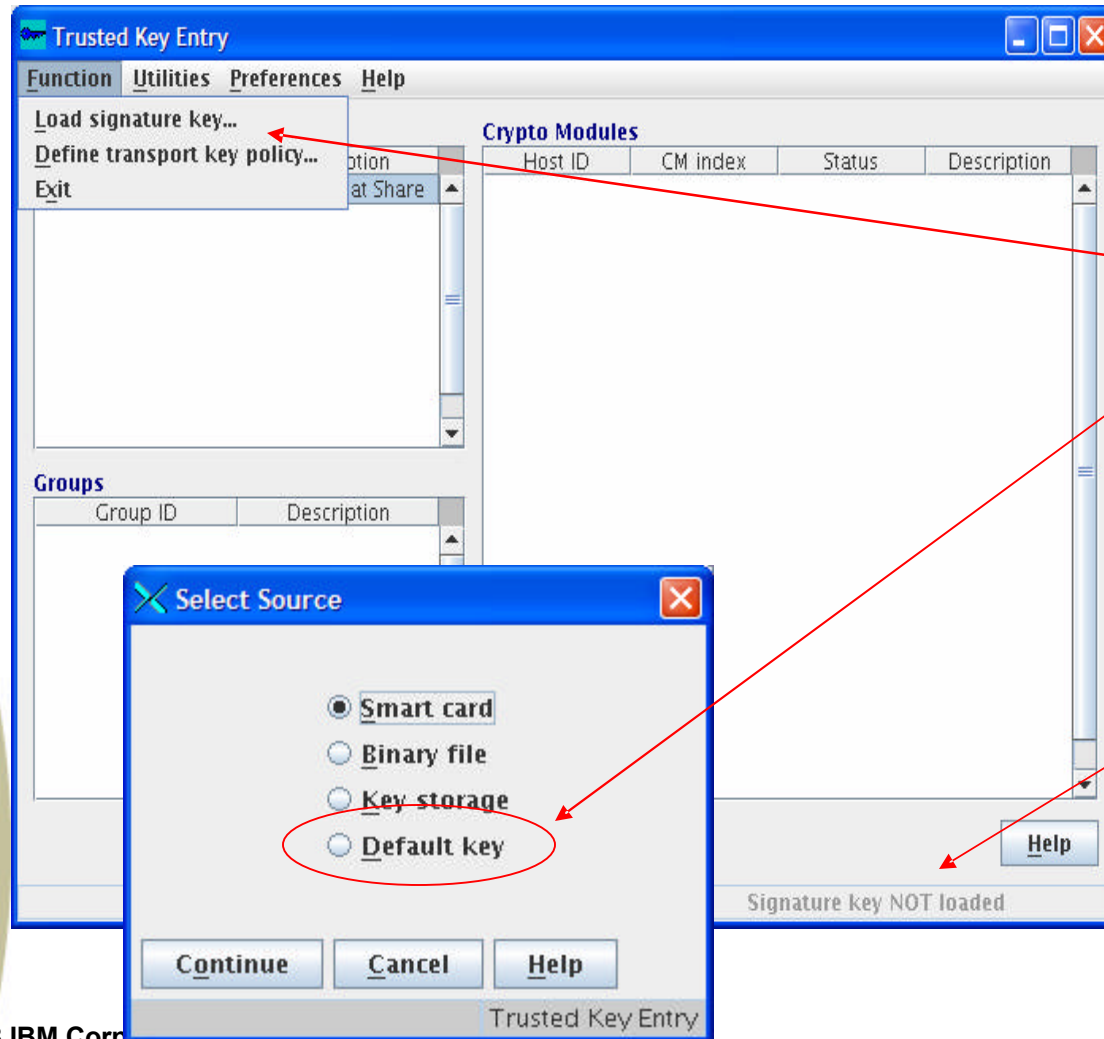 Trusted Key Entry
Function Utilities Preferences Help
Load signature key...
Define transport key policy...
Exit
at Share
Crypto Modules
Host ID CM index Status Description
Groups
Group ID Description
Select Source
Smart card
Binary file
Key storage
Default key
Continue Cancel Help
Trusted Key Entry
Help
Signature key NOT loaded
IBM Corp